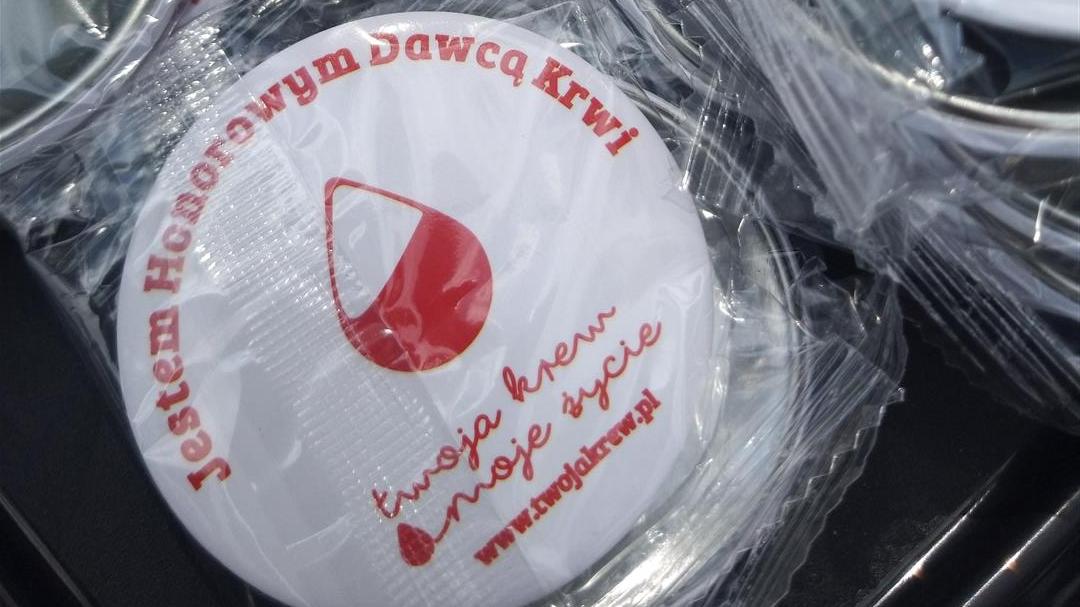 Jestem Honorowym Dawcą Krwi
twoja krew
moje życie
www.twojakrew.pl